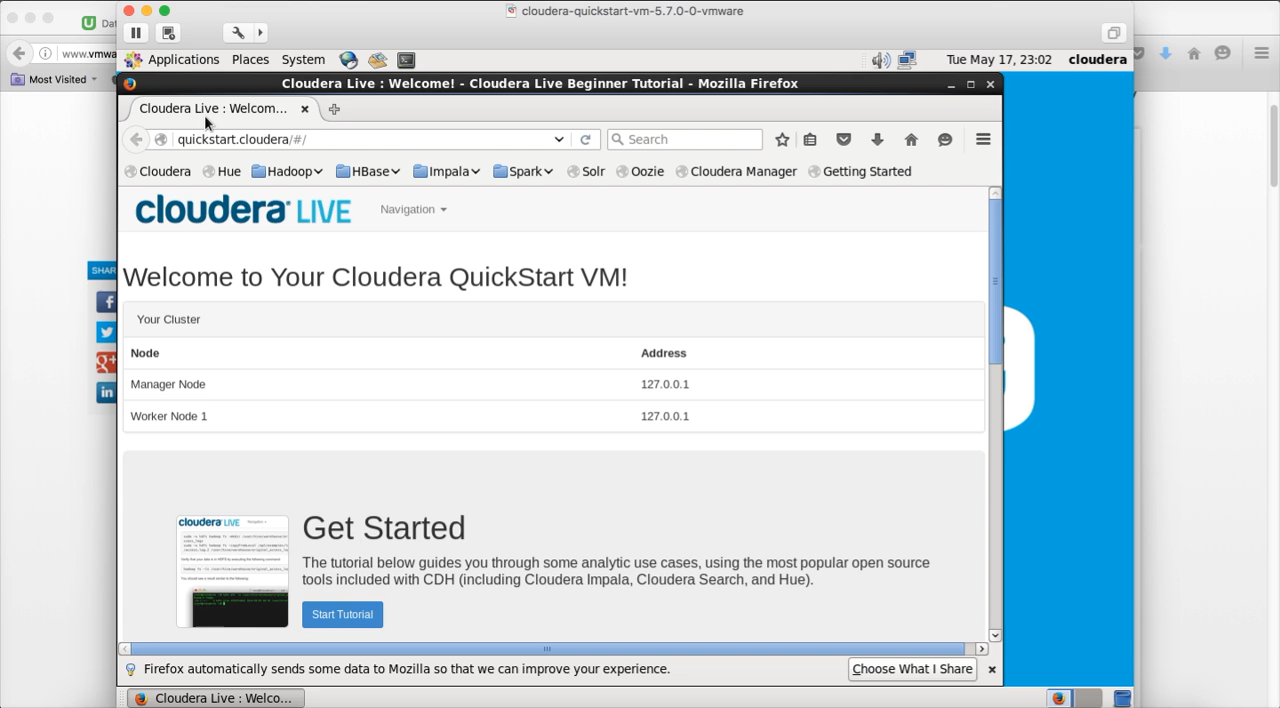 cloudera-quickstart-vm-5.7.0-0-vmware
Dat
www.vmwa
Most Visited
Applications Places System
Tue May 17, 23:02 cloudera
Cloudera Live : Welcome! - Cloudera Live Beginner Tutorial - Mozilla Firefox
Cloudera Live : Welcom...
quickstart.cloudera/#/
Search
Cloudera Hue Hadoop HBase Impala Spark Solr Oozie Cloudera Manager Getting Started
cloudera LIVE
Navigation
Welcome to Your Cloudera QuickStart VM!
SHAR
Your Cluster
Node Address
Manager Node 127.0.0.1
Worker Node 1 127.0.0.1
Get Started
The tutorial below guides you through some analytic use cases, using the most popular open source
tools included with CDH (including Cloudera Impala, Cloudera Search, and Hue).
Start Tutorial
cloudera LIVE
Firefox automatically sends some data to Mozilla so that we can improve your experience.
Choose What I Share
Cloudera Live : Welco...